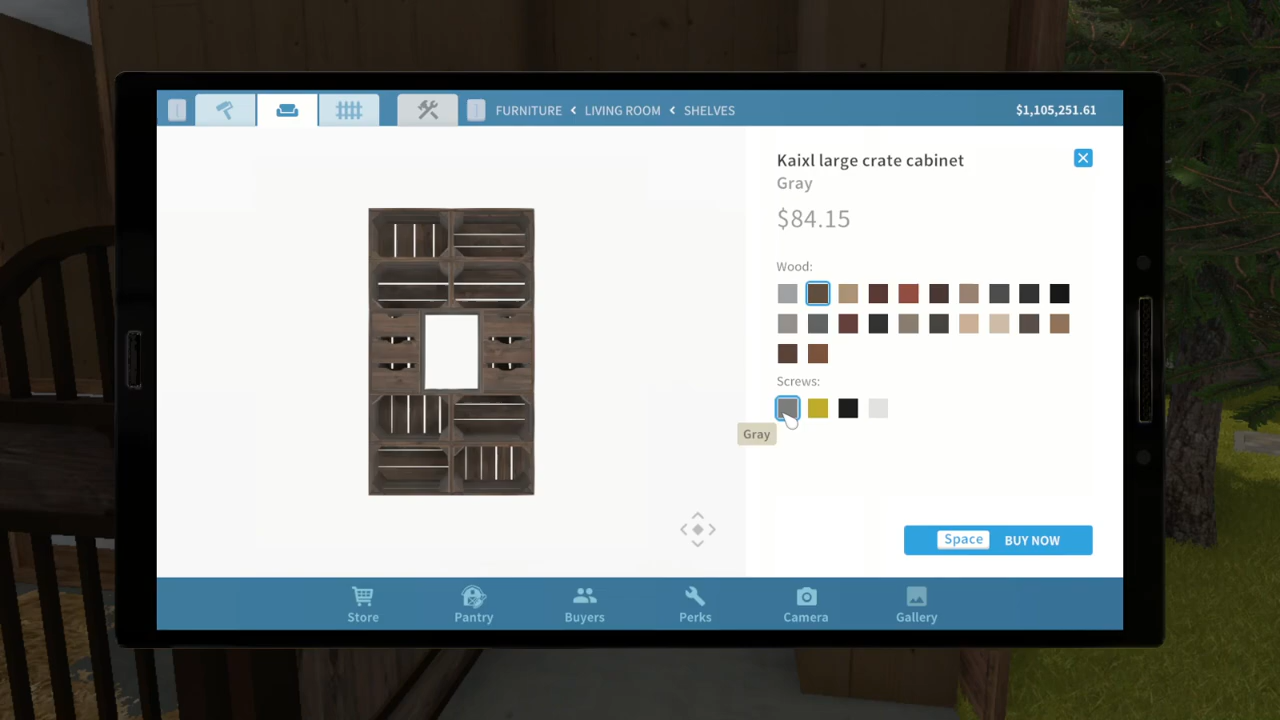 FURNITURE < LIVING ROOM < SHELVES
$1,105,251.61
Kaixl large crate cabinet
Gray
$84.15
Wood:
Screws:
Gray
Space BUY NOW
Store
Pantry
Buyers
Perks
Camera
Gallery